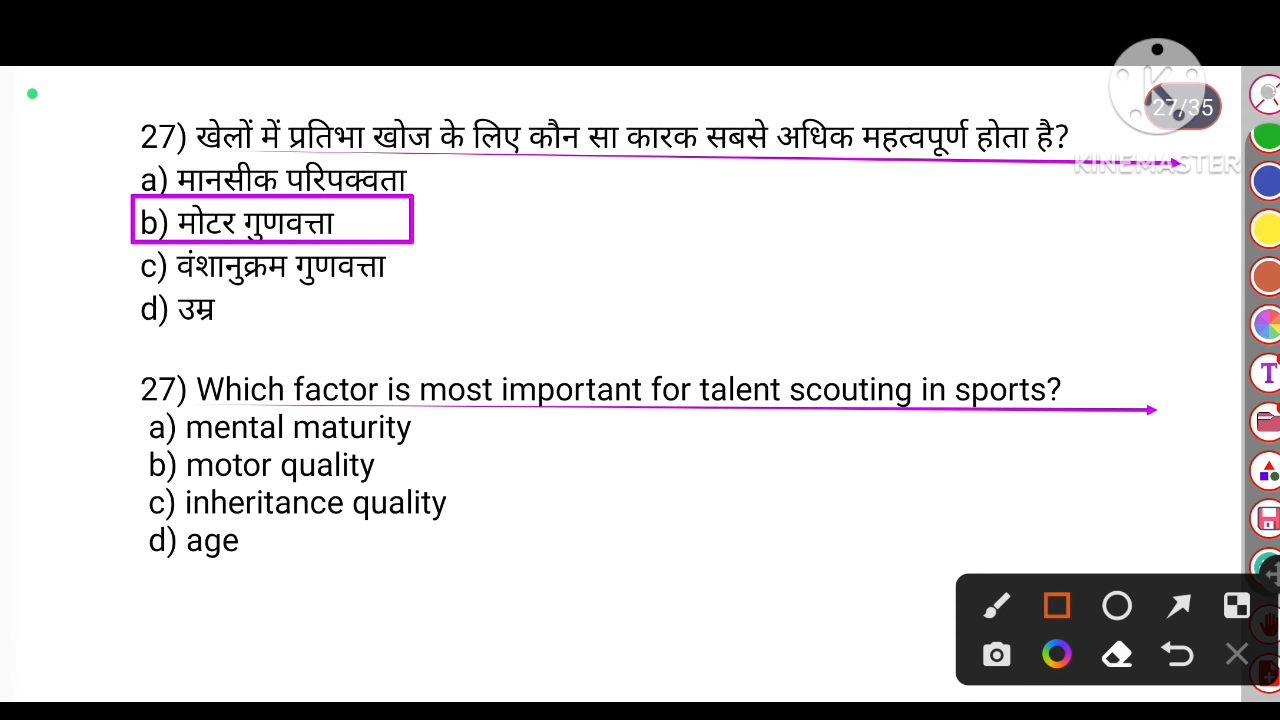 27/35
KINEMASTER
27) खेलों में प्रतिभा खोज के लिए कौन सा कारक सबसे अधिक महत्वपूर्ण होता है?
a) मानसीक परिपक्वता
b) मोटर गुणवत्ता
c) वंशानुक्रम गुणवत्ता
d) उम्र
27) Which factor is most important for talent scouting in sports?
a) mental maturity
b) motor quality
c) inheritance quality
d) age
T